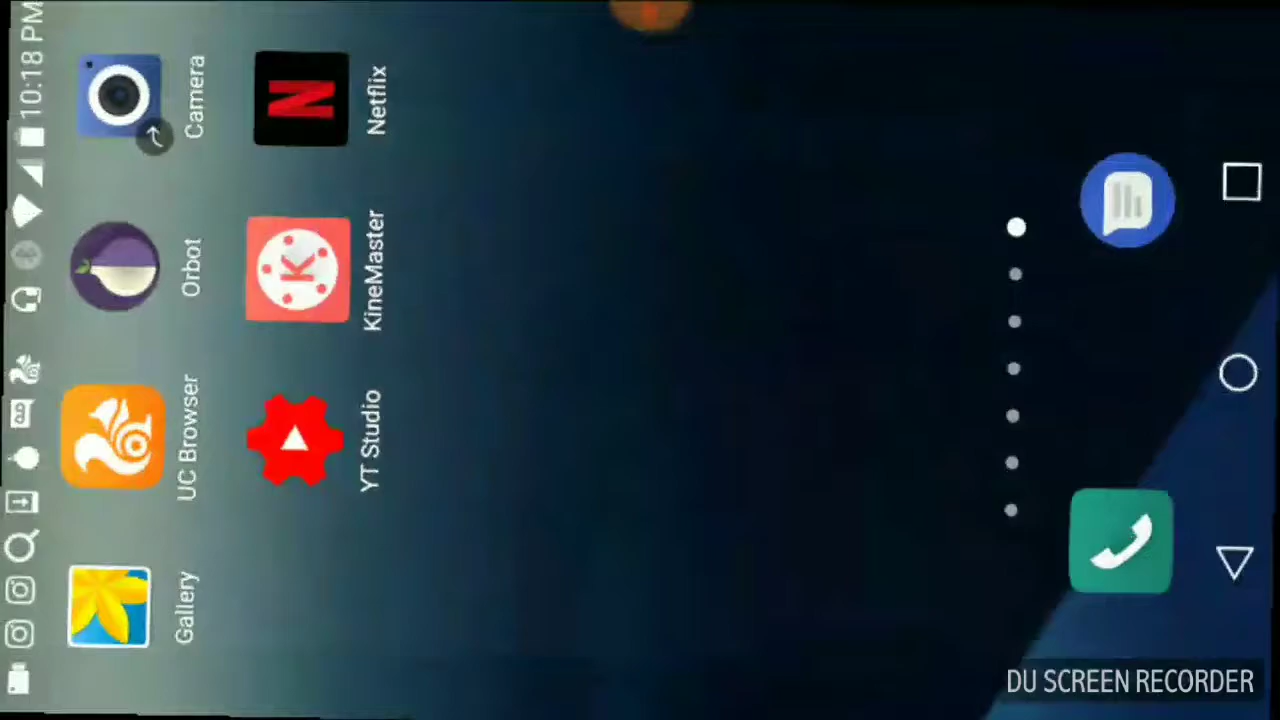 10:18 PM
Gallery
UC Browser
Orbot
Camera
YT Studio
KineMaster
Netflix
N
K
DU SCREEN RECORDER